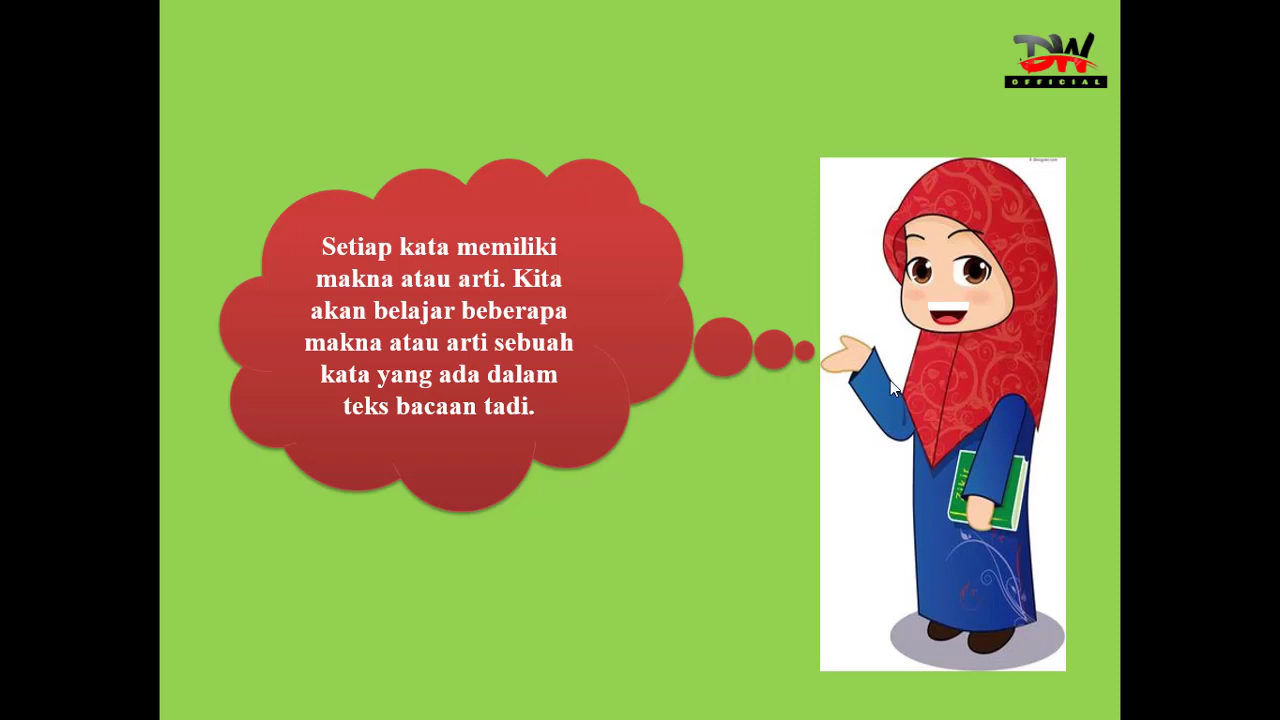 DW
OFFICIAL
Setiap kata memiliki
makna atau arti. Kita
akan belajar beberapa
makna atau arti sebuah
kata yang ada dalam
teks bacaan tadi.
zikir